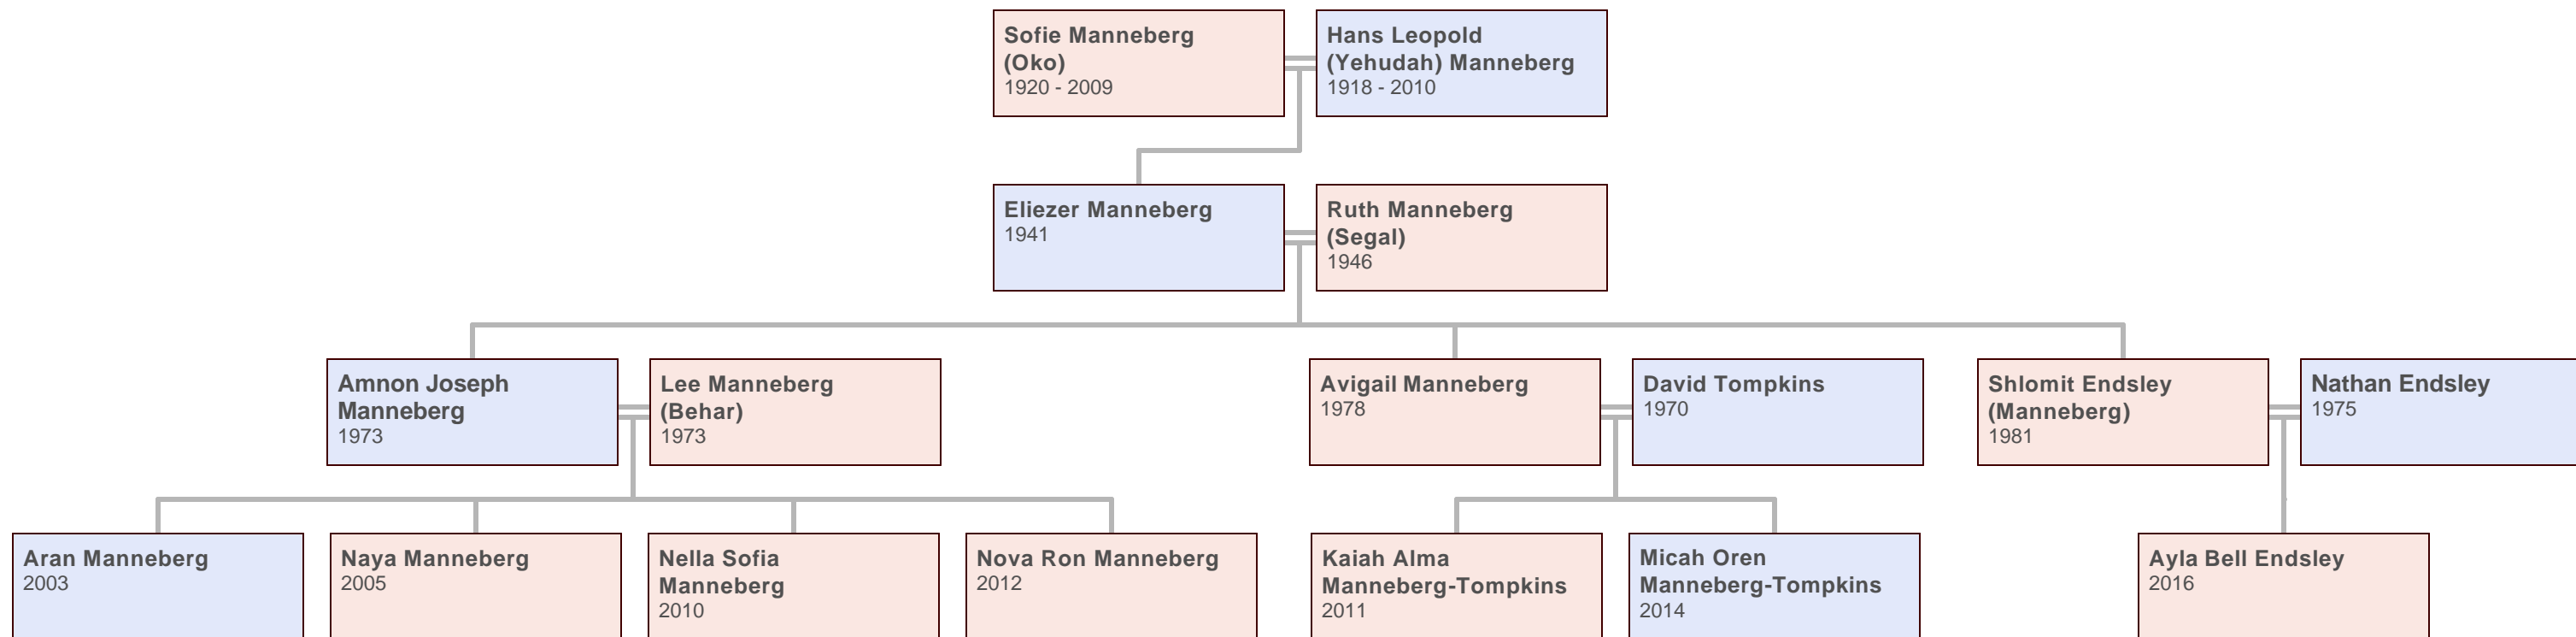 Sofie Manneberg
(Oko)
1920 - 2009
Hans Leopold
(Yehudah) Manneberg
1918 - 2010
Eliezer Manneberg
1941
Ruth Manneberg
(Segal)
1946
Amnon Joseph
Manneberg
1973
Lee Manneberg
(Behar)
1973
Avigail Manneberg
1978
David Tompkins
1970
Shlomit Endsley
(Manneberg)
1981
Nathan Endsley
1975
Aran Manneberg
2003
Naya Manneberg
2005
Nella Sofia
Manneberg
2010
Nova Ron Manneberg
2012
Kaiah Alma
Manneberg-Tompkins
2011
Micah Oren
Manneberg-Tompkins
2014
Ayla Bell Endsley
2016